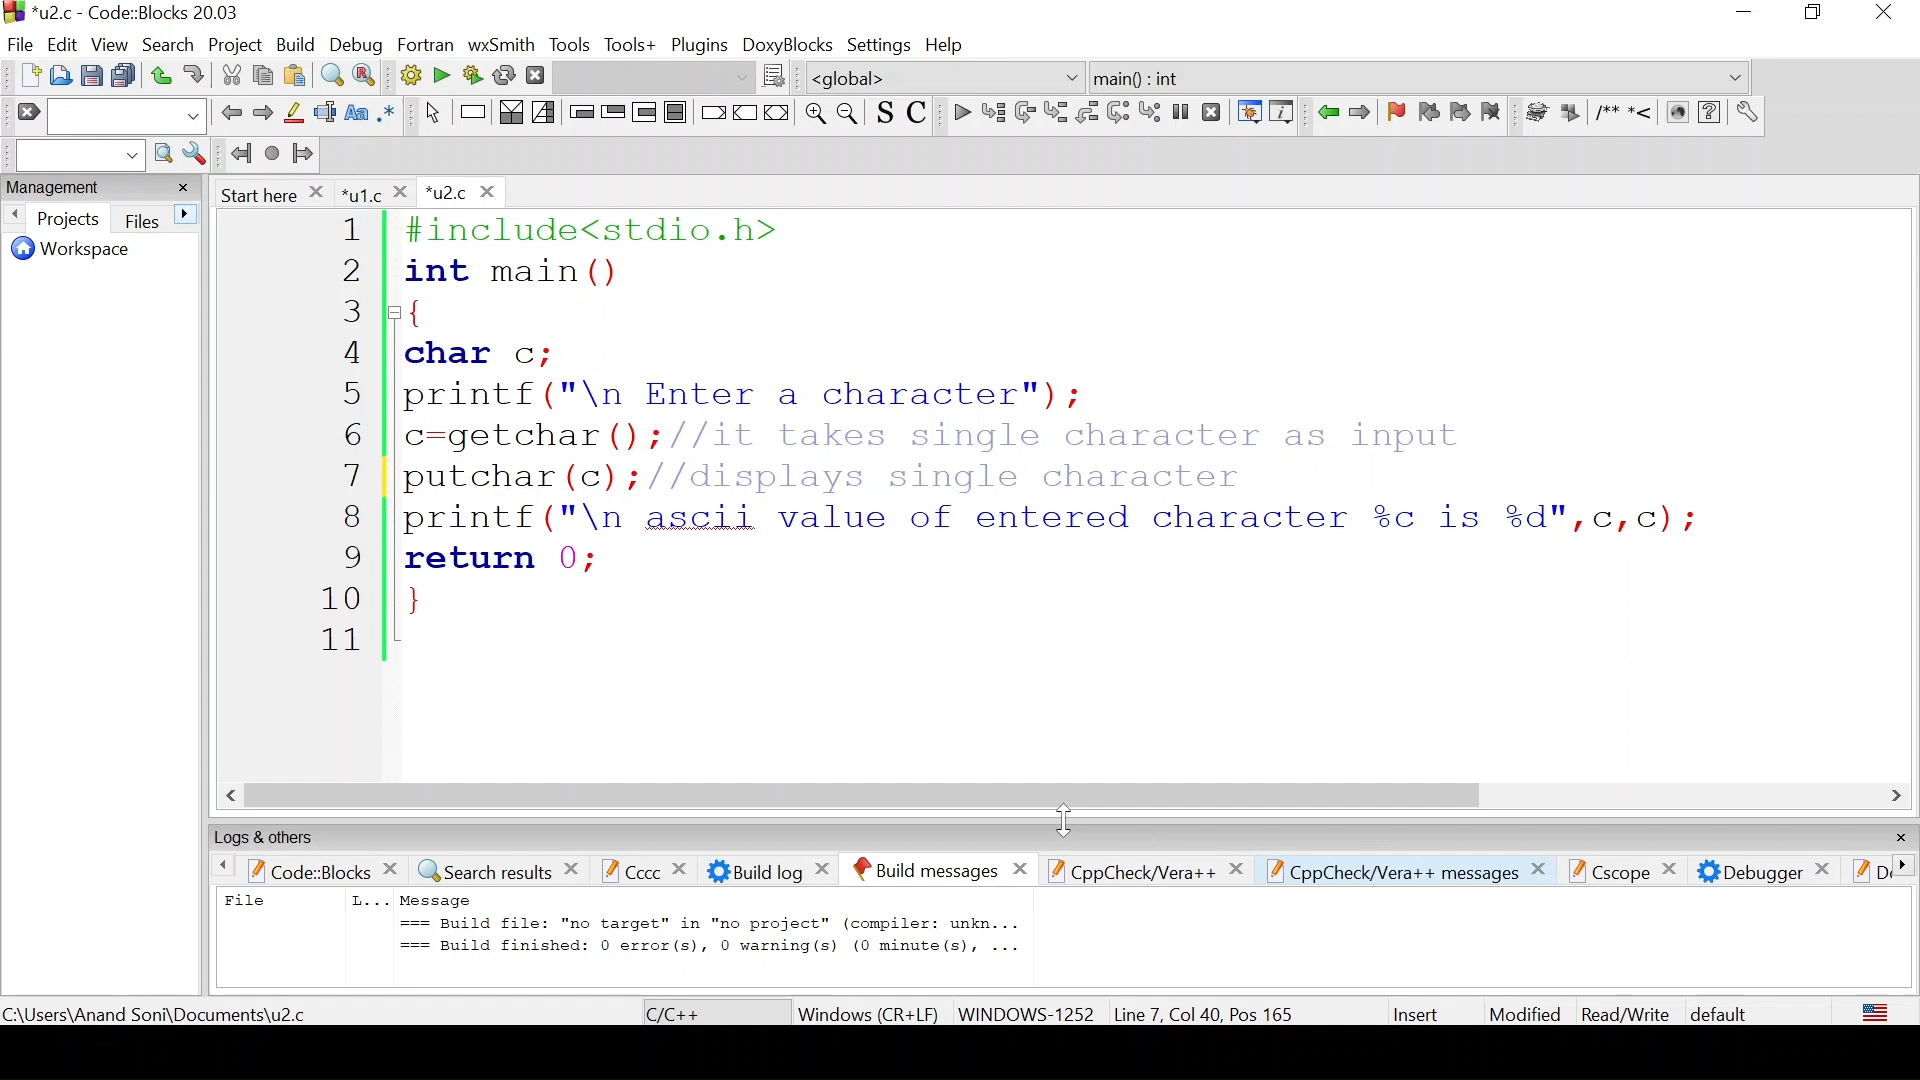 *u2.c - Code::Blocks 20.03
File Edit View Search Project Build Debug Fortran wxSmith Tools Tools+ Plugins DoxyBlocks Settings Help
<global> main() : int
Management
Projects Files
Workspace
Start here *u1.c *u2.c
1 #include<stdio.h>
2 int main()
3 {
4 char c;
5 printf("\n Enter a character");
6 c=getchar();//it takes single character as input
7 putchar(c);//displays single character
8 printf("\n ascii value of entered character %c is %d",c,c);
9 return 0;
10 }
11
Logs & others
Code::Blocks Search results Cccc Build log Build messages CppCheck/Vera++ CppCheck/Vera++ messages Cscope Debugger
File L... Message
=== Build file: "no target" in "no project" (compiler: unkn...
=== Build finished: 0 error(s), 0 warning(s) (0 minute(s), ...
C:\Users\Anand Soni\Documents\u2.c C/C++ Windows (CR+LF) WINDOWS-1252 Line 7, Col 40, Pos 165 Insert Modified Read/Write default